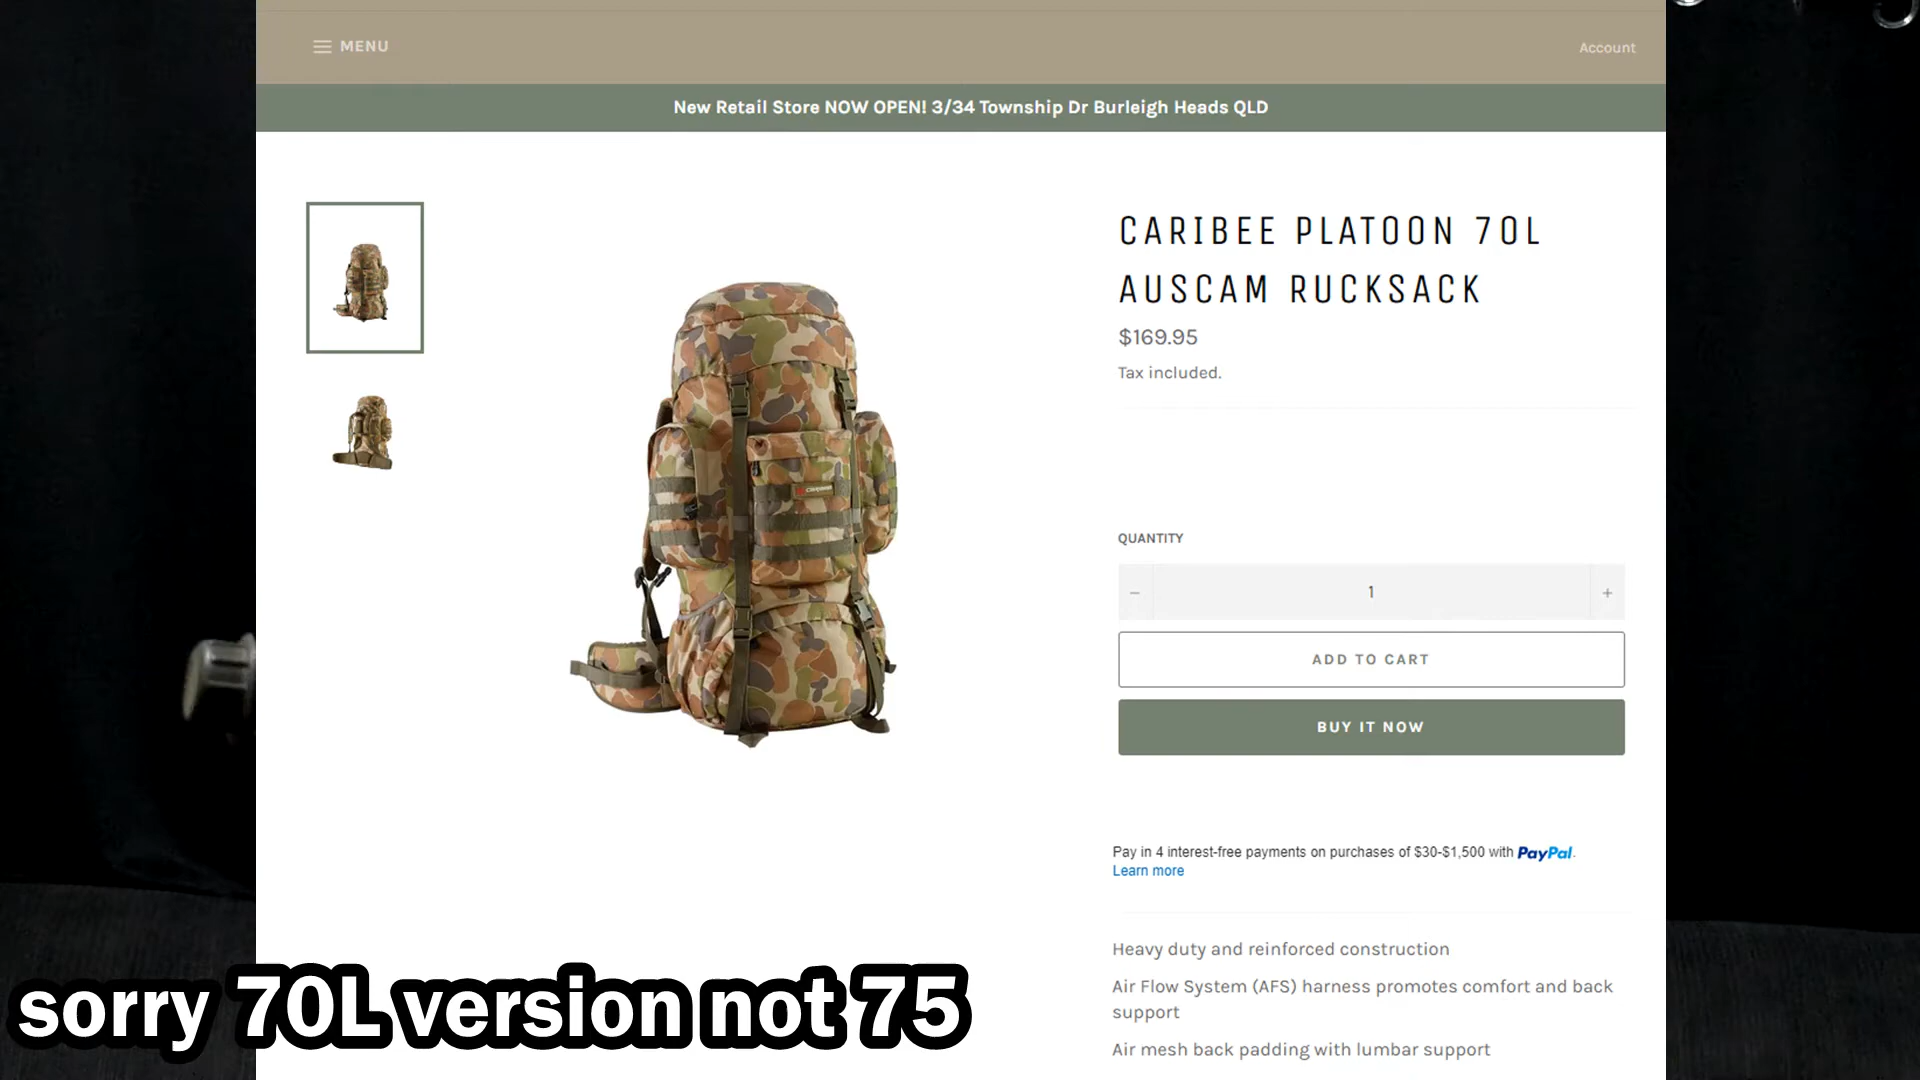 MENU
Account
New Retail Store NOW OPEN! 3/34 Township Dr Burleigh Heads QLD
CARIBEE PLATOON 70L
AUSCAM RUCKSACK
$169.95
Tax included.
QUANTITY
− 1 +
ADD TO CART
BUY IT NOW
Pay in 4 interest-free payments on purchases of $30-$1,500 with PayPal.
Learn more
Heavy duty and reinforced construction
Air Flow System (AFS) harness promotes comfort and back
support
Air mesh back padding with lumbar support
sorry 70L version not 75